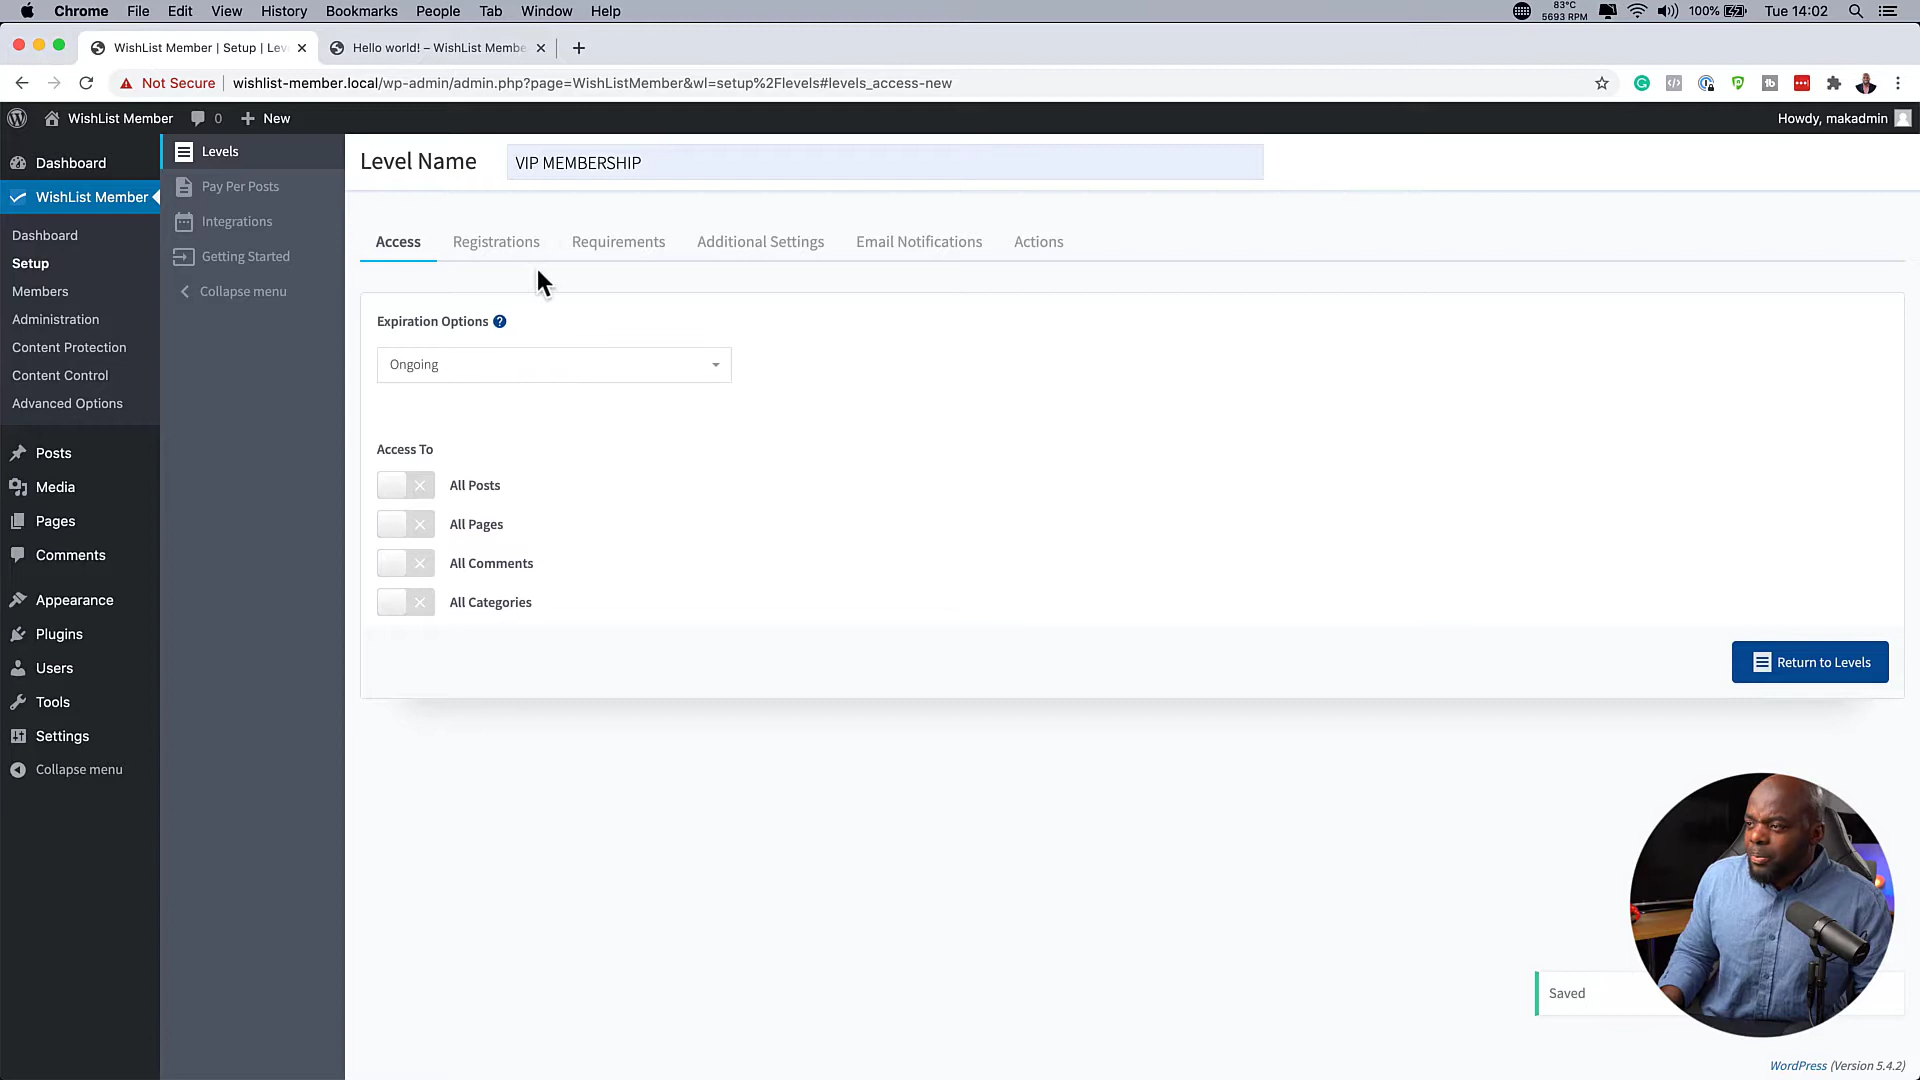 Chrome File Edit View History Bookmarks People Tab Window Help 83°C 5693 RPM 100% Tue 14:02
WishList Member | Setup | Lev Hello world! – WishList Membe
Not Secure wishlist-member.local/wp-admin/admin.php?page=WishListMember&wl=setup%2Flevels#levels_access-new
WishList Member 0 New Howdy, makadmin
Dashboard
WishList Member
Dashboard
Setup
Members
Administration
Content Protection
Content Control
Advanced Options
Posts
Media
Pages
Comments
Appearance
Plugins
Users
Tools
Settings
Collapse menu
Levels
Pay Per Posts
Integrations
Getting Started
Collapse menu
Level Name VIP MEMBERSHIP
Access Registrations Requirements Additional Settings Email Notifications Actions
Expiration Options ?
Ongoing
Access To
All Posts
All Pages
All Comments
All Categories
Return to Levels
Saved
WordPress (Version 5.4.2)